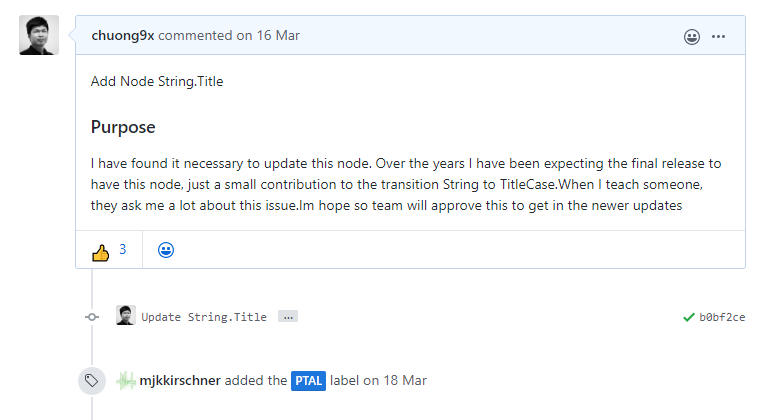 chuong9x commented on 16 Mar
Add Node String.Title
Purpose
I have found it necessary to update this node. Over the years I have been expecting the final release to
have this node, just a small contribution to the transition String to TitleCase.When I teach someone,
they ask me a lot about this issue.Im hope so team will approve this to get in the newer updates
3
Update String.Title ... b0bf2ce
mjkkirschner added the PTAL label on 18 Mar